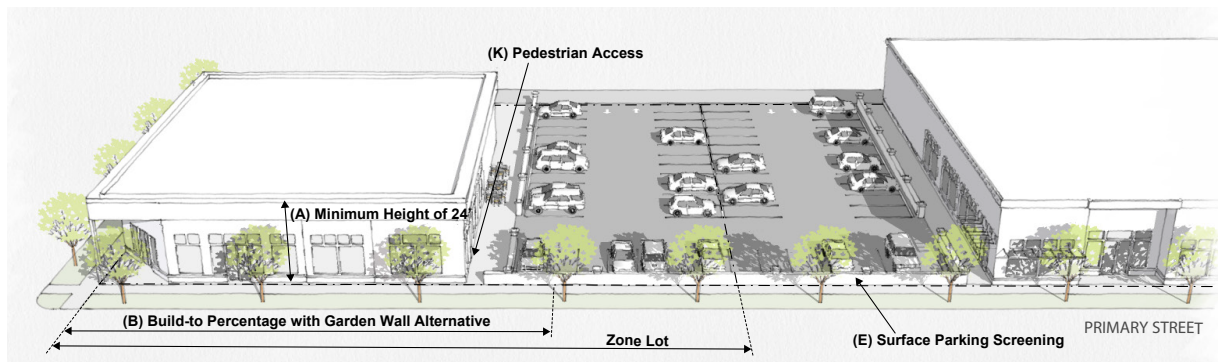 (K) Pedestrian Access
(A) Minimum Height of 24'
(B) Build-to Percentage with Garden Wall Alternative
Zone Lot
(E) Surface Parking Screening
PRIMARY STREET